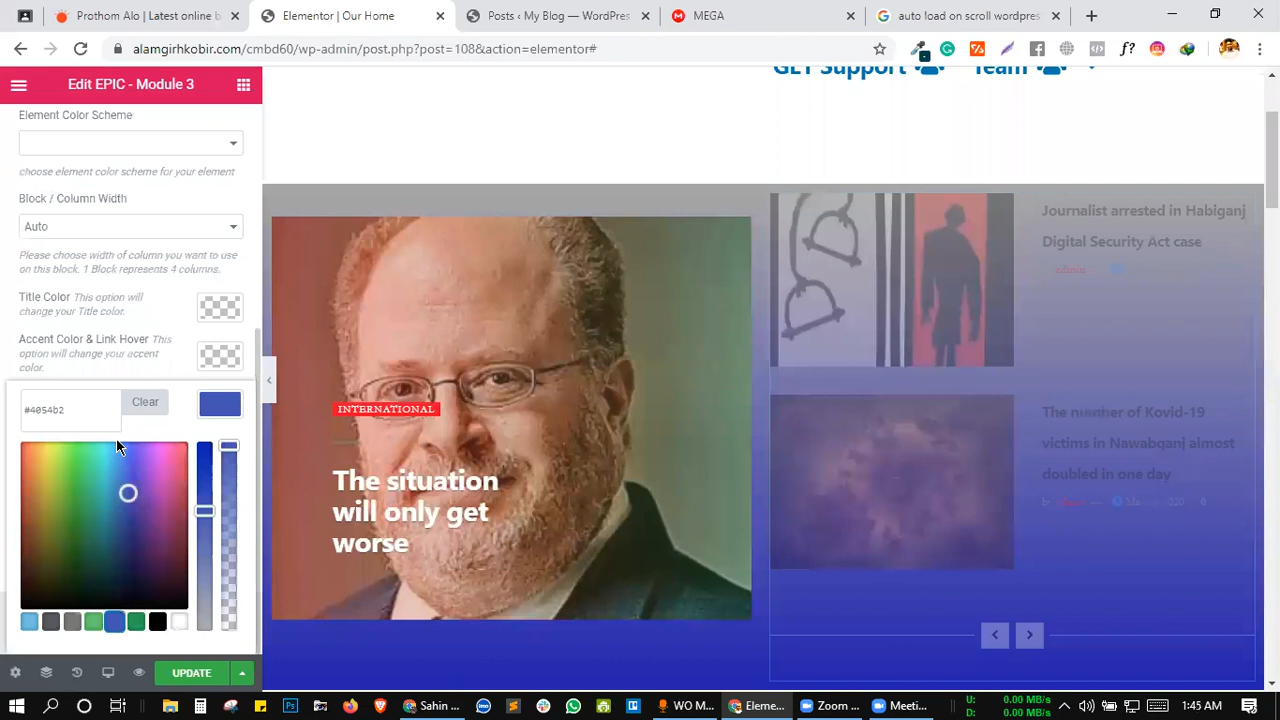 Prothom Alo | Latest
Elementor | Our Home
Posts ‹ My Blog — WordPres
MEGA
auto load on scroll wordpres
alamgirhkobir.com/cmbd60/wp-admin/post.php?post=108&action=elementor#
Edit EPIC - Module 3
GET Support
Team
Element Color Scheme
choose element color scheme for your element
Block / Column Width
Auto
Please choose width of column you want to use
on this block. 1 Block represents 4 columns.
Title Color This option will
change your Title color.
Accent Color & Link Hover This
option will change your accent
color.
#4054b2
Clear
UPDATE
INTERNATIONAL
The situation
will only get
worse
Journalist arrested in Habiganj
Digital Security Act case
admin
The number of Kovid-19
victims in Nawabganj almost
doubled in one day
by
020 0
Sahin ...
WO M...
Eleme...
Zoom ...
Meeti...
U: 0.00 MB/s
D: 0.00 MB/s
1:45 AM